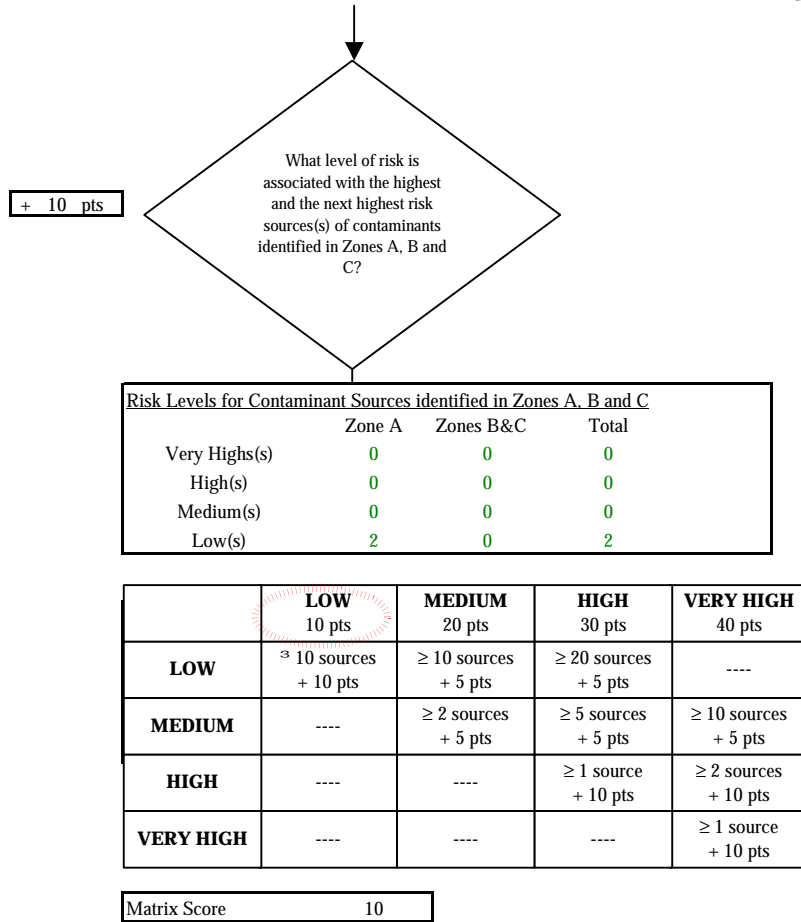 What level of risk is
associated with the highest
and the next highest risk
sources(s) of contaminants
identified in Zones A, B and
C?
+ 10 pts
Risk Levels for Contaminant Sources identified in Zones A, B and C
Zone A Zones B&C Total
Very Highs(s) 0 0 0
High(s) 0 0 0
Medium(s) 0 0 0
Low(s) 2 0 2
LOW MEDIUM HIGH VERY HIGH
10 pts 20 pts 30 pts 40 pts
LOW ³ 10 sources ≥ 10 sources ≥ 20 sources ----
+ 10 pts + 5 pts + 5 pts
MEDIUM ---- ≥ 2 sources ≥ 5 sources ≥ 10 sources
+ 5 pts + 5 pts + 5 pts
HIGH ---- ---- ≥ 1 source ≥ 2 sources
+ 10 pts + 10 pts
VERY HIGH ---- ---- ---- ≥ 1 source
+ 10 pts
Matrix Score 10